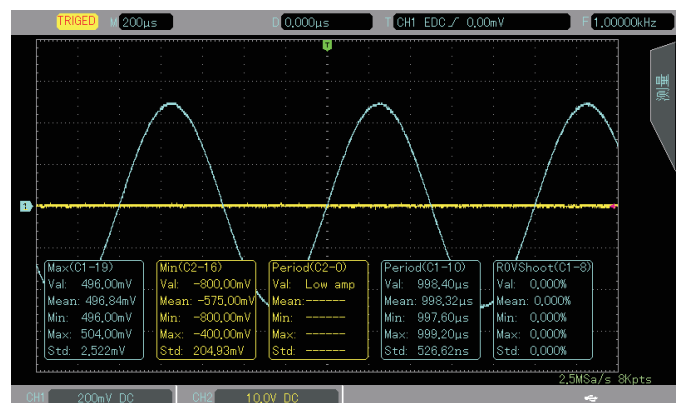 TRIGED M 200μs D 0.000μs T CH1 EDC 0.00mV F 1.00000kHz
T
测量
1
Max(C1-19) Min(C2-16) Period(C2-0) Period(C1-10) ROVShoot(C1-8)
Val: 496.00mV Val: -800.00mV Val: Low amp Val: 998.40μs Val: 0.000%
Mean: 496.84mV Mean: -575.00mV Mean:------ Mean: 998.32μs Mean: 0.000%
Min: 496.00mV Min: -800.00mV Min: ------ Min: 997.60μs Min: 0.000%
Max: 504.00mV Max: -400.00mV Max: ------ Max: 999.20μs Max: 0.000%
Std: 2.522mV Std: 204.93mV Std: ------ Std: 526.62ns Std: 0.000%
2.5MSa/s 8Kpts
CH1 200mV DC CH2 10.0V DC